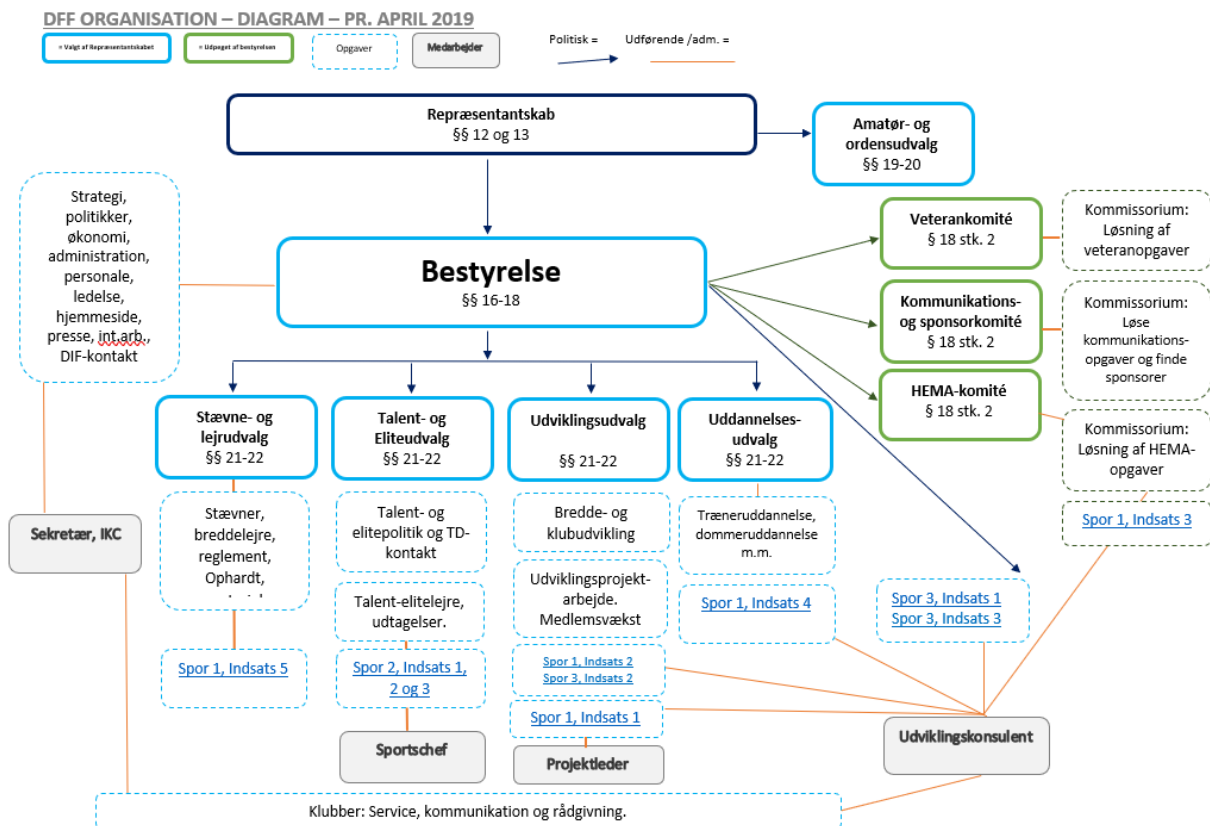 DFF ORGANISATION – DIAGRAM – PR. APRIL 2019
= Valgt af Repræsentantskabet
= Udpeget af bestyrelsen
Opgaver
Medarbejder
Politisk =
Udførende /adm. =
Repræsentantskab
§§ 12 og 13
Amatør- og
ordensudvalg
§§ 19-20
Strategi,
politikker,
økonomi,
administration,
personale,
ledelse,
hjemmeside,
presse, int.arb.,
DIF-kontakt
Bestyrelse
§§ 16-18
Veterankomité
§ 18 stk. 2
Kommissorium:
Løsning af
veteranopgaver
Kommunikations-
og sponsorkomité
§ 18 stk. 2
Kommissorium:
Løse
kommunikations-
opgaver og finde
sponsorer
HEMA-komité
§ 18 stk. 2
Kommissorium:
Løsning af HEMA-
opgaver
Spor 1, Indsats 3
Stævne- og
lejrudvalg
§§ 21-22
Talent- og
Eliteudvalg
§§ 21-22
Udviklingsudvalg
§§ 21-22
Uddannelses-
udvalg
§§ 21-22
Sekretær, IKC
Stævner,
breddelejre,
reglement,
Ophardt,
Spor 1, Indsats 5
Talent- og
elitepolitik og TD-
kontakt
Talent-elitelejre,
udtagelser.
Spor 2, Indsats 1,
2 og 3
Sportschef
Bredde- og
klubudvikling
Udviklingsprojekt-
arbejde.
Medlemsvækst
Spor 1, Indsats 2
Spor 3, Indsats 2
Spor 1, Indsats 1
Projektleder
Træneruddannelse,
dommeruddannelse
m.m.
Spor 1, Indsats 4
Spor 3, Indsats 1
Spor 3, Indsats 3
Udviklingskonsulent
Klubber: Service, kommunikation og rådgivning.